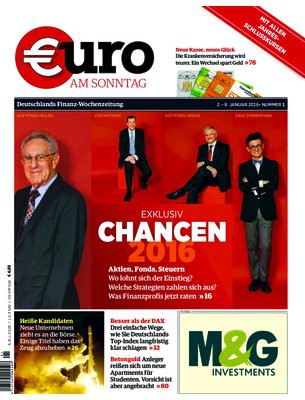 €uro
AM SONNTAG
MIT ALLEN
JAHRES-
SCHLUSSKURSEN
Neue Kasse, neues Glück
Die Krankenversicherung wird
teurer. Ein Wechsel spart Geld »78
Deutschlands Finanz-Wochenzeitung
2.–8. JANUAR 2016 • NUMMER 1
GOTTFRIED HELLER
STEFAN THEIM
GOTTFRIED URBAN
RALF ZIMMERMANN
EXKLUSIV
CHANCEN
2016
Aktien, Fonds, Steuern
Wo lohnt sich der Einstieg?
Welche Strategien zahlen sich aus?
Was Finanzprofis jetzt raten »16
Heiße Kandidaten
Neue Unternehmen
zieht es an die Börse.
Einige Titel haben das
Zeug abzuheben »26
Besser als der DAX
Drei einfache Wege,
wie Sie Deutschlands
Top-Index langfristig
klar schlagen »32
Betongold Anleger
reißen sich um neue
Apartments für
Studenten. Vorsicht ist
aber angebracht »80
M&G
INVESTMENTS